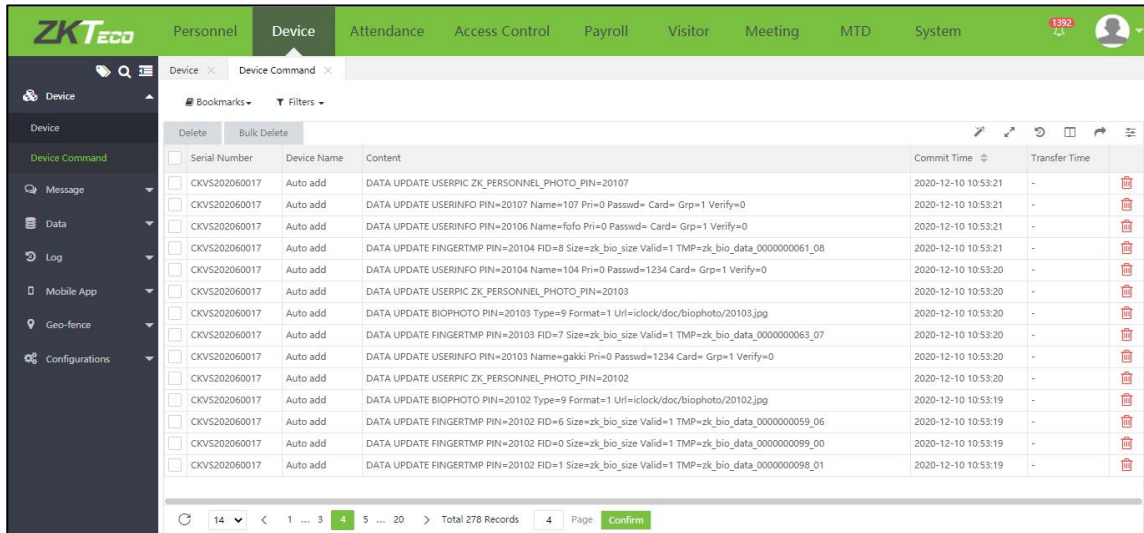 ZKTECO Personnel Device Attendance Access Control Payroll Visitor Meeting MTD System 1392
Device Device Command
Device
Bookmarks Filters
Device
Delete Bulk Delete
Device Command
Serial Number Device Name Content Commit Time Transfer Time
CKVS202060017 Auto add DATA UPDATE USERPIC ZK_PERSONNEL_PHOTO_PIN=20107 2020-12-10 10:53:21 -
Message
CKVS202060017 Auto add DATA UPDATE USERINFO PIN=20107 Name=107 Pri=0 Passwd= Card= Grp=1 Verify=0 2020-12-10 10:53:21 -
CKVS202060017 Auto add DATA UPDATE USERINFO PIN=20106 Name=fofo Pri=0 Passwd= Card= Grp=1 Verify=0 2020-12-10 10:53:21 -
Data
CKVS202060017 Auto add DATA UPDATE FINGERTMP PIN=20104 FID=8 Size=zk_bio_size Valid=1 TMP=zk_bio_data_0000000061_08 2020-12-10 10:53:21 -
Log
CKVS202060017 Auto add DATA UPDATE USERINFO PIN=20104 Name=104 Pri=0 Passwd=1234 Card= Grp=1 Verify=0 2020-12-10 10:53:20 -
CKVS202060017 Auto add DATA UPDATE USERPIC ZK_PERSONNEL_PHOTO_PIN=20103 2020-12-10 10:53:20 -
Mobile App
CKVS202060017 Auto add DATA UPDATE BIOPHOTO PIN=20103 Type=9 Format=1 Url=iclock/doc/biophoto/20103.jpg 2020-12-10 10:53:20 -
Geo-fence
CKVS202060017 Auto add DATA UPDATE FINGERTMP PIN=20103 FID=7 Size=zk_bio_size Valid=1 TMP=zk_bio_data_0000000063_07 2020-12-10 10:53:20 -
Configurations
CKVS202060017 Auto add DATA UPDATE USERINFO PIN=20103 Name=gakki Pri=0 Passwd=1234 Card= Grp=1 Verify=0 2020-12-10 10:53:20 -
CKVS202060017 Auto add DATA UPDATE USERPIC ZK_PERSONNEL_PHOTO_PIN=20102 2020-12-10 10:53:20 -
CKVS202060017 Auto add DATA UPDATE BIOPHOTO PIN=20102 Type=9 Format=1 Url=iclock/doc/biophoto/20102.jpg 2020-12-10 10:53:19 -
CKVS202060017 Auto add DATA UPDATE FINGERTMP PIN=20102 FID=6 Size=zk_bio_size Valid=1 TMP=zk_bio_data_0000000059_06 2020-12-10 10:53:19 -
CKVS202060017 Auto add DATA UPDATE FINGERTMP PIN=20102 FID=0 Size=zk_bio_size Valid=1 TMP=zk_bio_data_0000000099_00 2020-12-10 10:53:19 -
CKVS202060017 Auto add DATA UPDATE FINGERTMP PIN=20102 FID=1 Size=zk_bio_size Valid=1 TMP=zk_bio_data_0000000098_01 2020-12-10 10:53:19 -
14 < 1 ... 3 4 5 ... 20 > Total 278 Records 4 Page Confirm